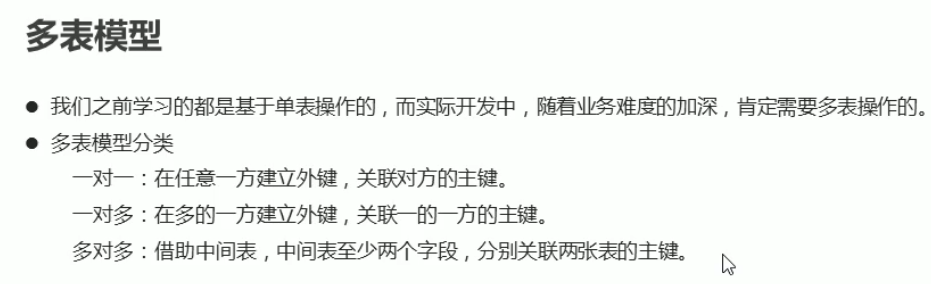 多表模型
● 我们之前学习的都是基于单表操作的，而实际开发中，随着业务难度的加深，肯定需要多表操作的。
● 多表模型分类
一对一：在任意一方建立外键，关联对方的主键。
一对多：在多的一方建立外键，关联一的一方的主键。
多对多：借助中间表，中间表至少两个字段，分别关联两张表的主键。